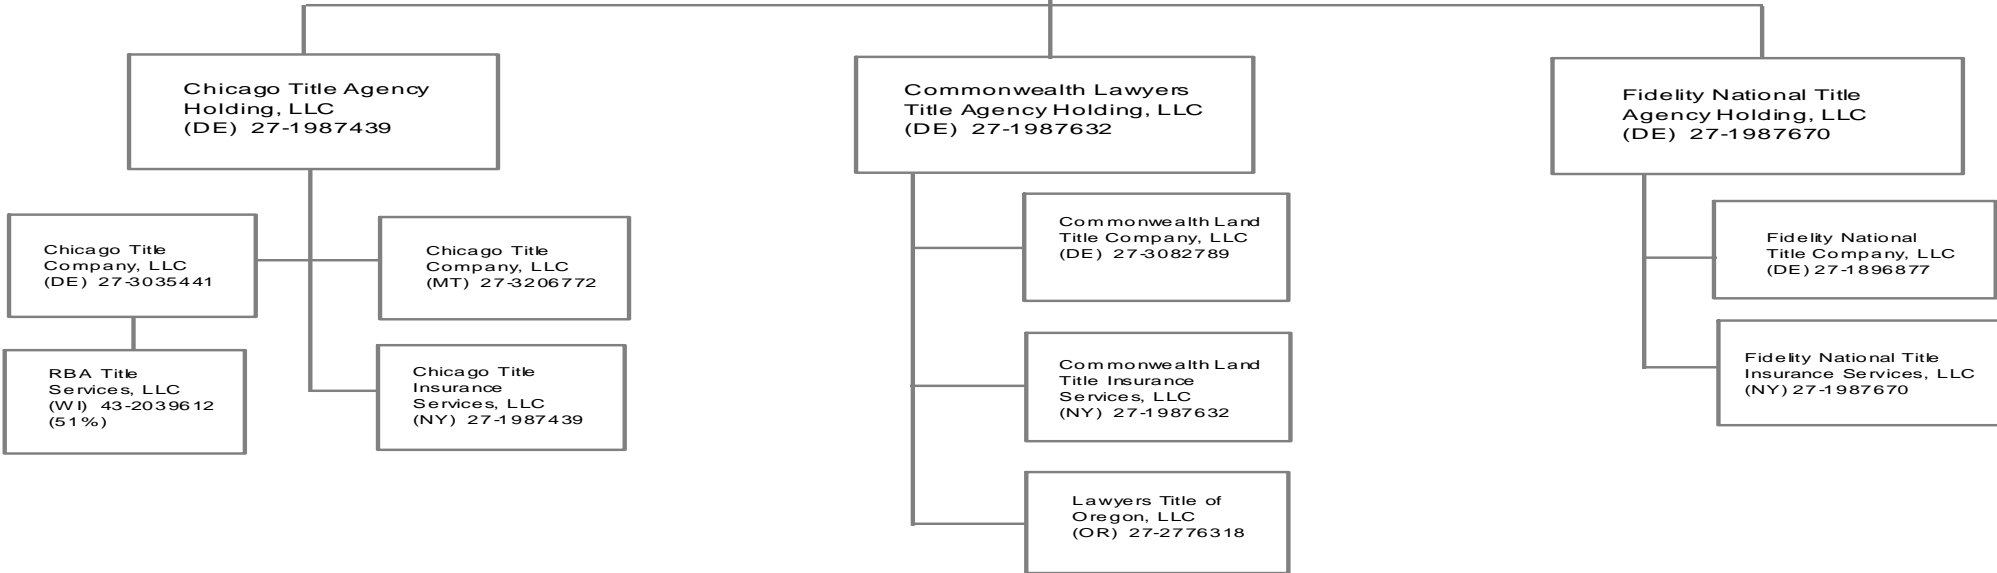 Chicago Title Agency
Holding, LLC
(DE) 27-1987439
Commonwealth Lawyers
Title Agency Holding, LLC
(DE) 27-1987632
Fidelity National Title
Agency Holding, LLC
(DE) 27-1987670
Chicago Title
Company, LLC
(DE) 27-3035441
Chicago Title
Company, LLC
(MT) 27-3206772
RBA Title
Services, LLC
(WI) 43-2039612
(51%)
Chicago Title
Insurance
Services, LLC
(NY) 27-1987439
Commonwealth Land
Title Company, LLC
(DE) 27-3082789
Commonwealth Land
Title Insurance
Services, LLC
(NY) 27-1987632
Lawyers Title of
Oregon, LLC
(OR) 27-2776318
Fidelity National
Title Company, LLC
(DE) 27-1896877
Fidelity National Title
Insurance Services, LLC
(NY) 27-1987670